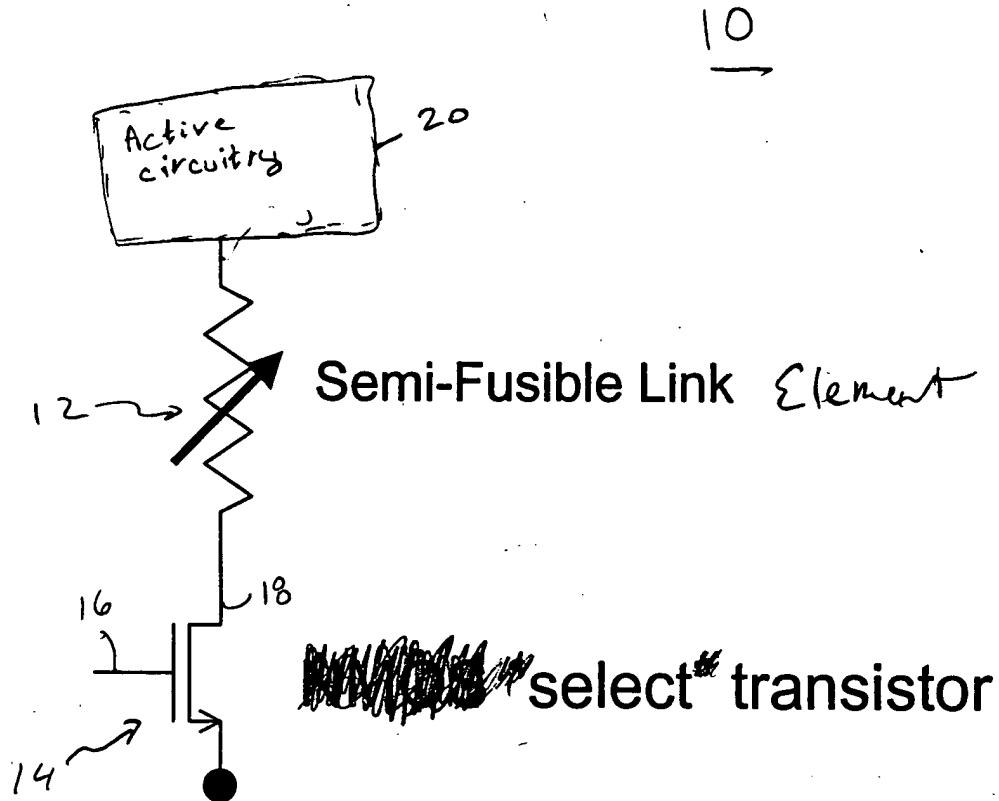 10
Active
circuitry
20
12
Semi-Fusible Link Element
16
18
"select" transistor
14